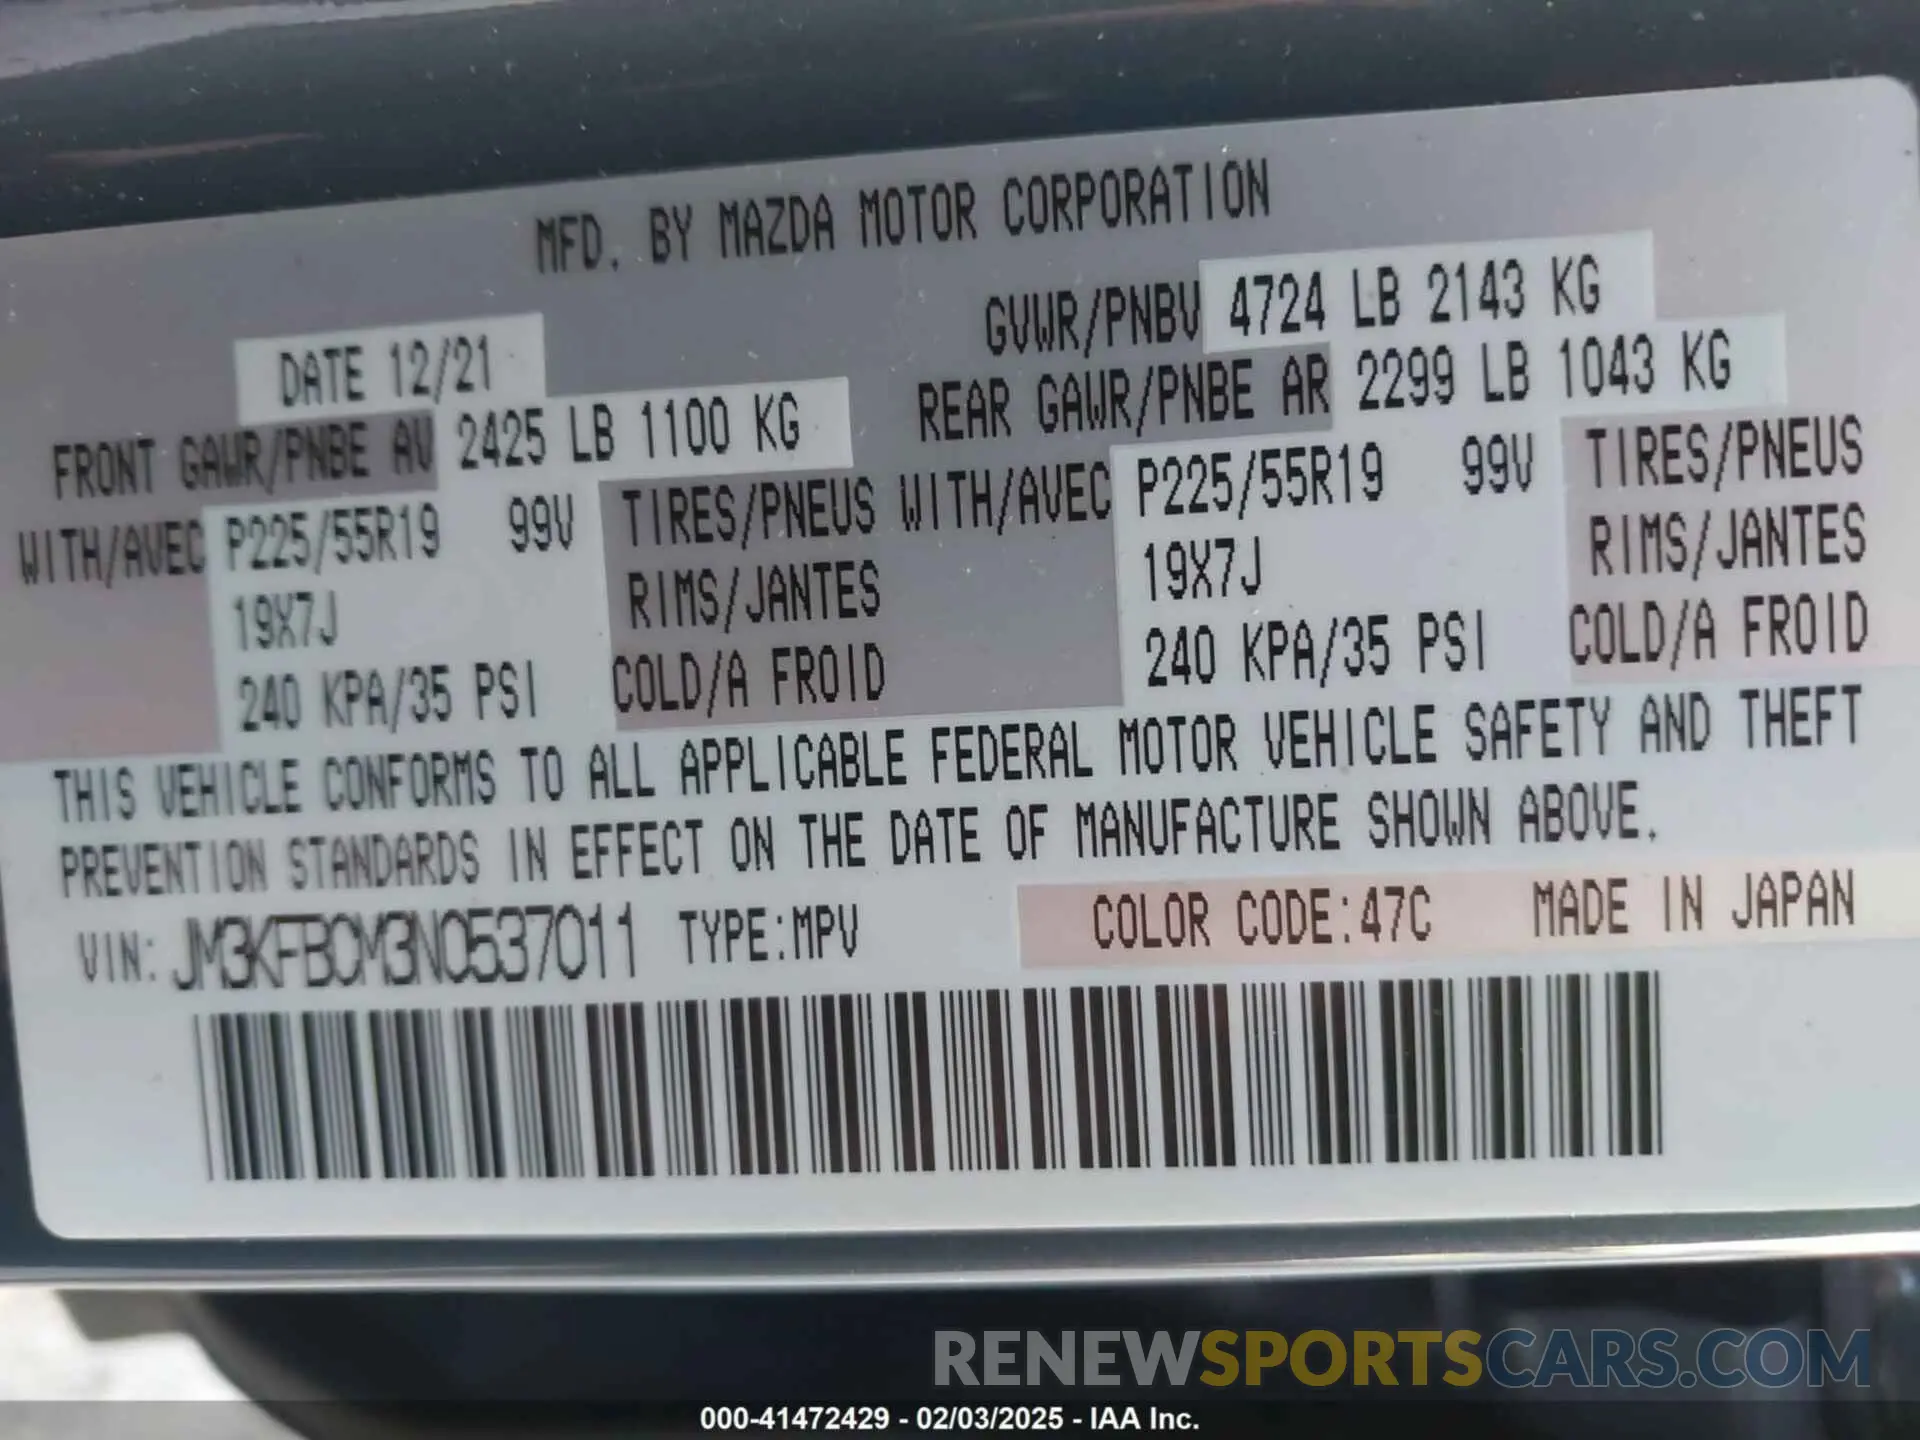 MFD. BY MAZDA MOTOR CORPORATION
DATE 12/21 GVWR/PNBV 4724 LB 2143 KG
FRONT GAWR/PNBE AV 2425 LB 1100 KG REAR GAWR/PNBE AR 2299 LB 1043 KG
WITH/AVEC P225/55R19 99V TIRES/PNEUS WITH/AVEC P225/55R19 99V TIRES/PNEUS
19X7J RIMS/JANTES 19X7J RIMS/JANTES
240 KPA/35 PSI COLD/A FROID 240 KPA/35 PSI COLD/A FROID
THIS VEHICLE CONFORMS TO ALL APPLICABLE FEDERAL MOTOR VEHICLE SAFETY AND THEFT
PREVENTION STANDARDS IN EFFECT ON THE DATE OF MANUFACTURE SHOWN ABOVE.
VIN: JM3KFBCM3N0537011 TYPE:MPV COLOR CODE:47C MADE IN JAPAN
RENEWSPORTSCARS.COM
000-41472429 - 02/03/2025 - IAA Inc.